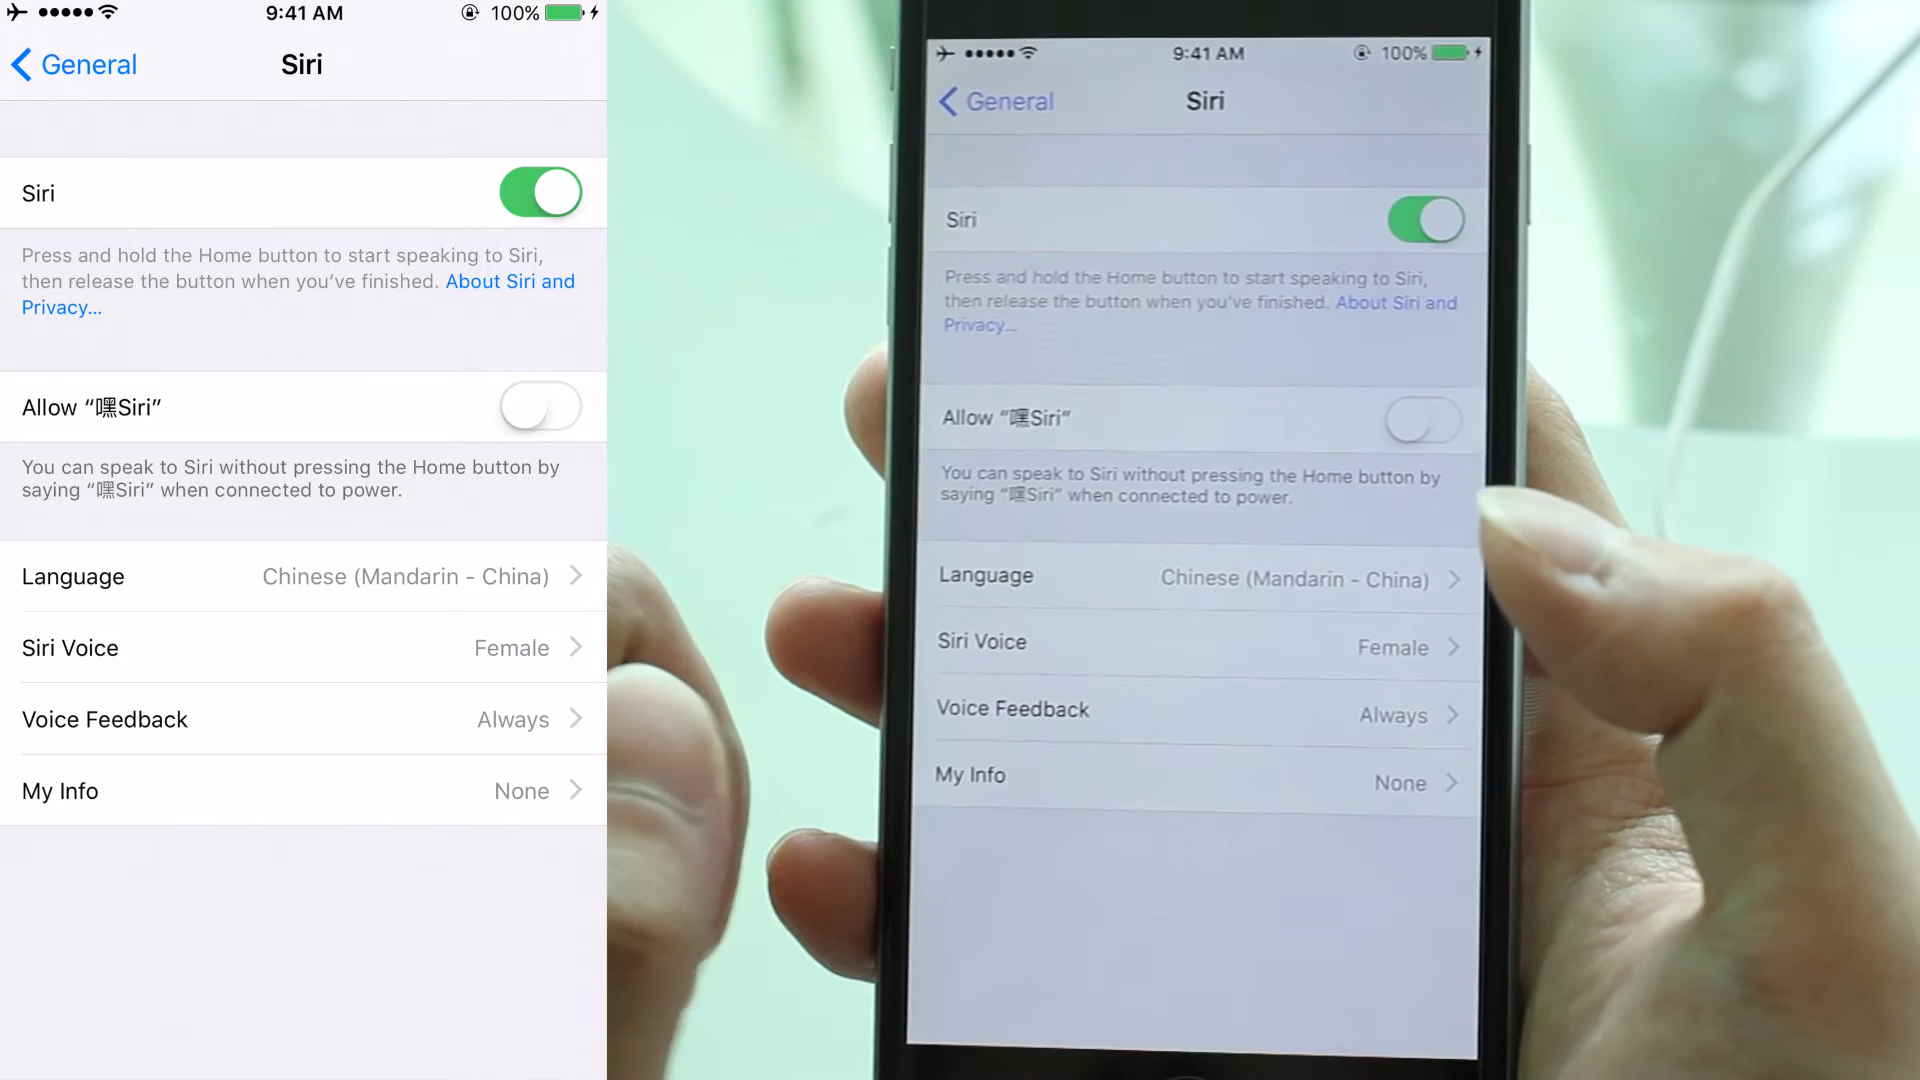 9:41 AM
100%
General
Siri
Siri
Press and hold the Home button to start speaking to Siri,
then release the button when you’ve finished. About Siri and
Privacy...
Allow “嘿Siri”
You can speak to Siri without pressing the Home button by
saying “嘿Siri” when connected to power.
Language Chinese (Mandarin - China)
Siri Voice Female
Voice Feedback Always
My Info None
9:41 AM
100%
General
Siri
Siri
Press and hold the Home button to start speaking to Siri,
then release the button when you’ve finished. About Siri and
Privacy...
Allow “嘿Siri”
You can speak to Siri without pressing the Home button by
saying “嘿Siri” when connected to power.
Language Chinese (Mandarin - China)
Siri Voice Female
Voice Feedback Always
My Info None